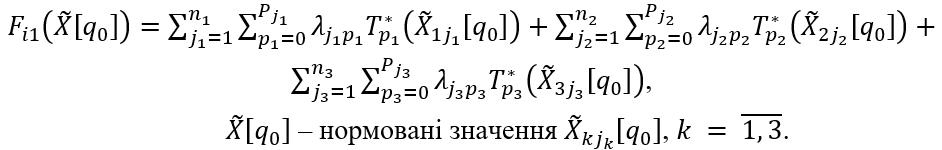 F_{i1}(X̃[q_0]) = ∑_{j_1=1}^{n_1} ∑_{p_1=0}^{P_{j_1}} λ_{j_1p_1} T^*_{p_1}(X̃_{1j_1}[q_0]) + ∑_{j_2=1}^{n_2} ∑_{p_2=0}^{P_{j_2}} λ_{j_2p_2} T^*_{p_2}(X̃_{2j_2}[q_0]) +
∑_{j_3=1}^{n_3} ∑_{p_3=0}^{P_{j_3}} λ_{j_3p_3} T^*_{p_3}(X̃_{3j_3}[q_0]),
X̃[q_0] – нормовані значення X̃_{kj_k}[q_0], k = \overline{1,3}.